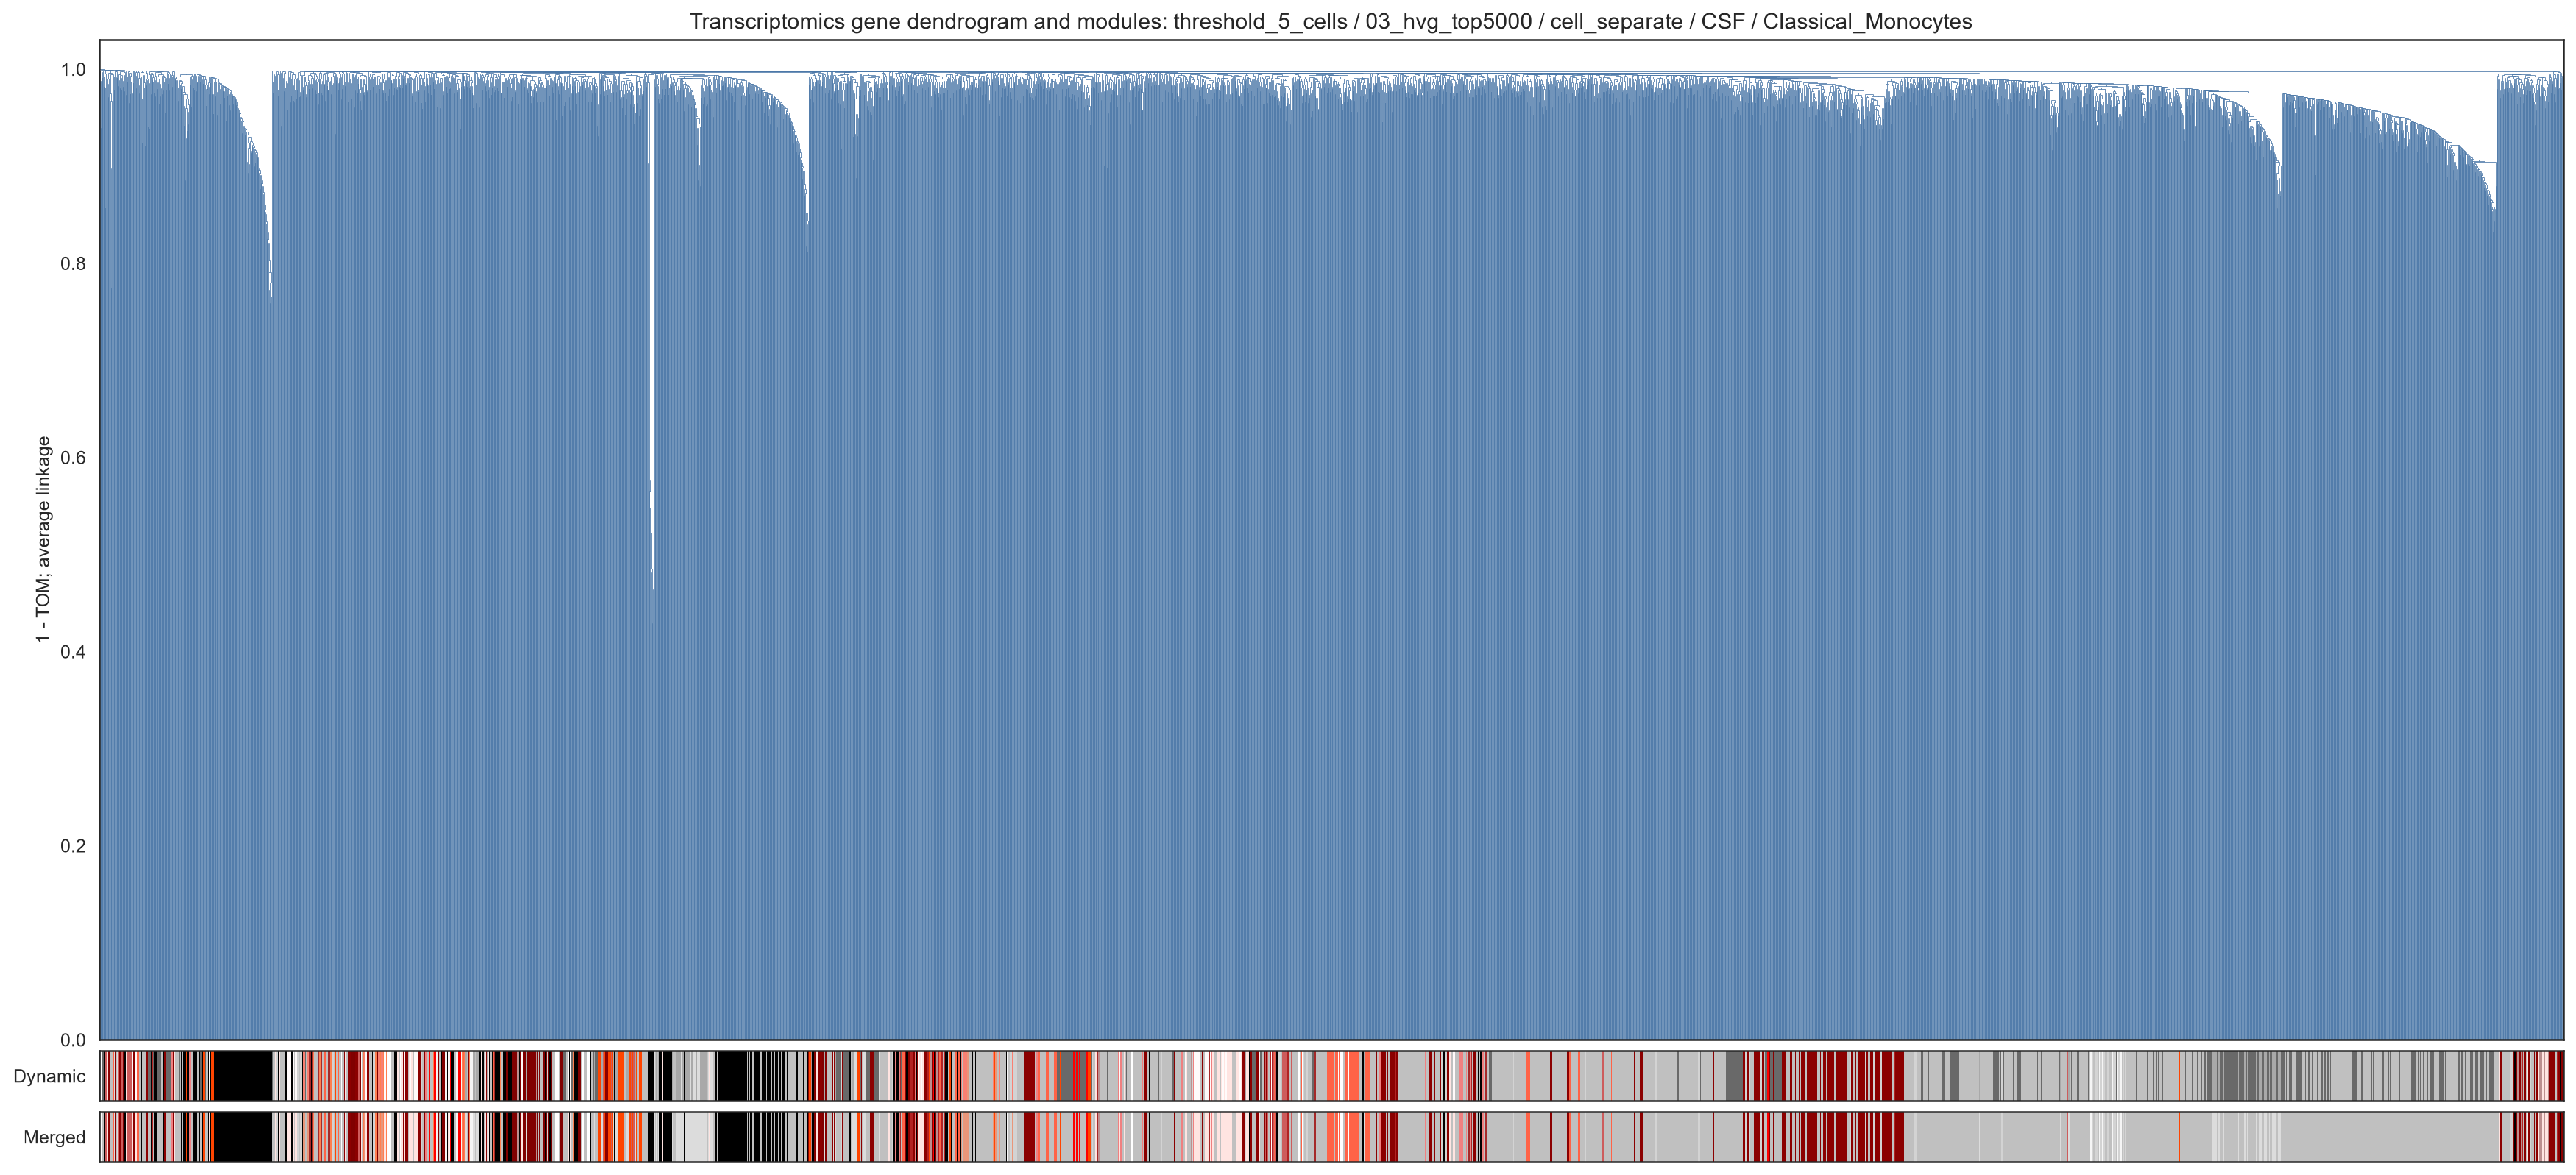 Transcriptomics gene dendrogram and modules: threshold_5_cells / 03_hvg_top5000 / cell_separate / CSF / Classical_Monocytes
1.0
0.8
0.6
0.4
0.2
0.0
1 - TOM; average linkage
Dynamic
Merged